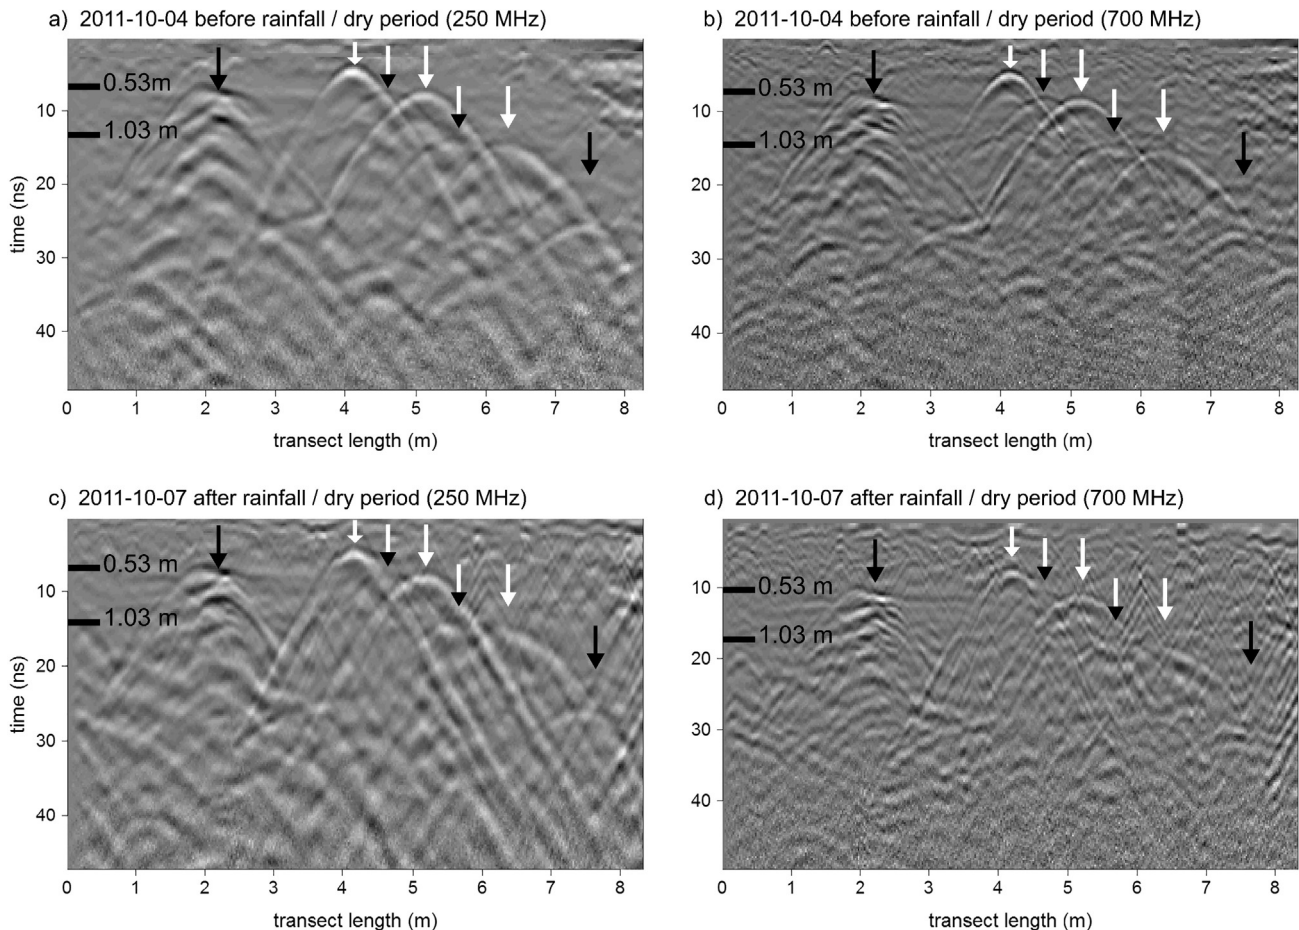 a) 2011-10-04 before rainfall / dry period (250 MHz)
0.53m
1.03 m
10
20
30
40
time (ns)
0 1 2 3 4 5 6 7 8
transect length (m)
b) 2011-10-04 before rainfall / dry period (700 MHz)
0.53 m
1.03 m
10
20
30
40
0 1 2 3 4 5 6 7 8
transect length (m)
c) 2011-10-07 after rainfall / dry period (250 MHz)
0.53 m
1.03 m
10
20
30
40
time (ns)
0 1 2 3 4 5 6 7 8
transect length (m)
d) 2011-10-07 after rainfall / dry period (700 MHz)
0.53 m
1.03 m
10
20
30
40
0 1 2 3 4 5 6 7 8
transect length (m)